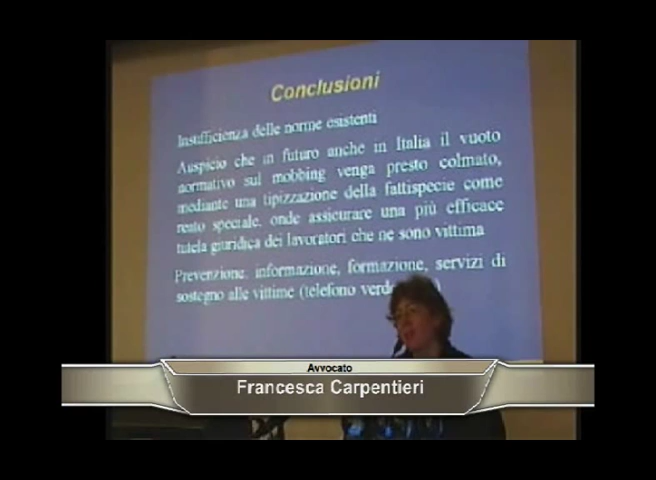 Conclusioni
Insufficienza delle norme esistenti
Auspicio che in futuro anche in Italia il vuoto
normativo sul mobbing venga presto colmato,
mediante una tipizzazione della fattispecie come
reato speciale, onde assicurare una più efficace
tutela giuridica dei lavoratori che ne sono vittima
Prevenzione, informazione, formazione, servizi di
sostegno alle vittime (telefono verde
Avvocato
Francesca Carpentieri